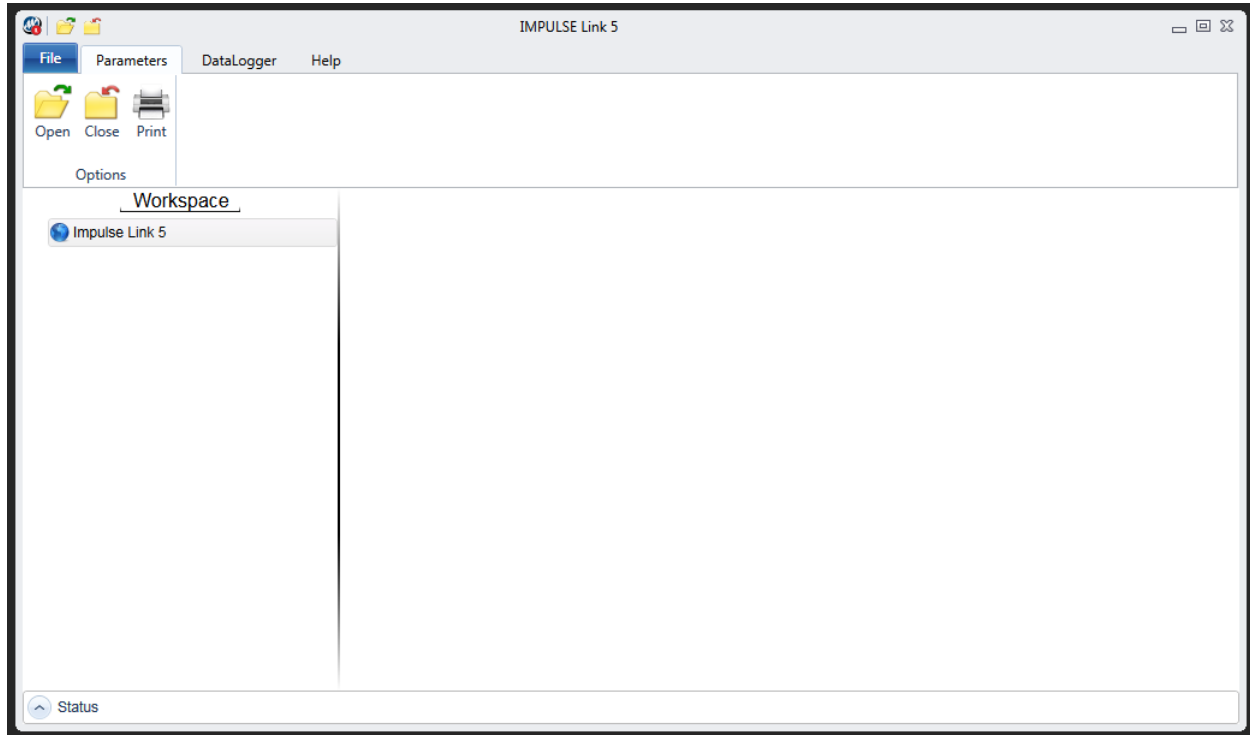 IMPULSE Link 5
File Parameters DataLogger Help
Open Close Print
Options
Workspace
Impulse Link 5
Status